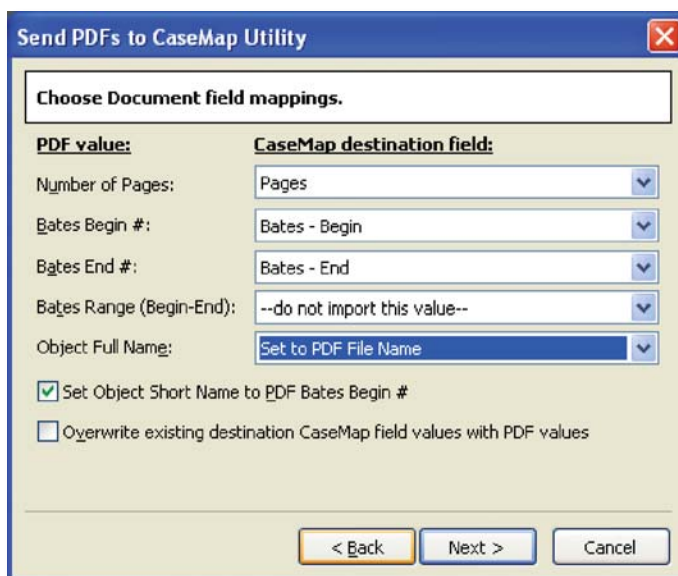 Send PDFs to CaseMap Utility
Choose Document field mappings.
PDF value: CaseMap destination field:
Number of Pages: Pages
Bates Begin #: Bates - Begin
Bates End #: Bates - End
Bates Range (Begin-End): --do not import this value--
Object Full Name: Set to PDF File Name
Set Object Short Name to PDF Bates Begin #
Overwrite existing destination CaseMap field values with PDF values
< Back Next > Cancel